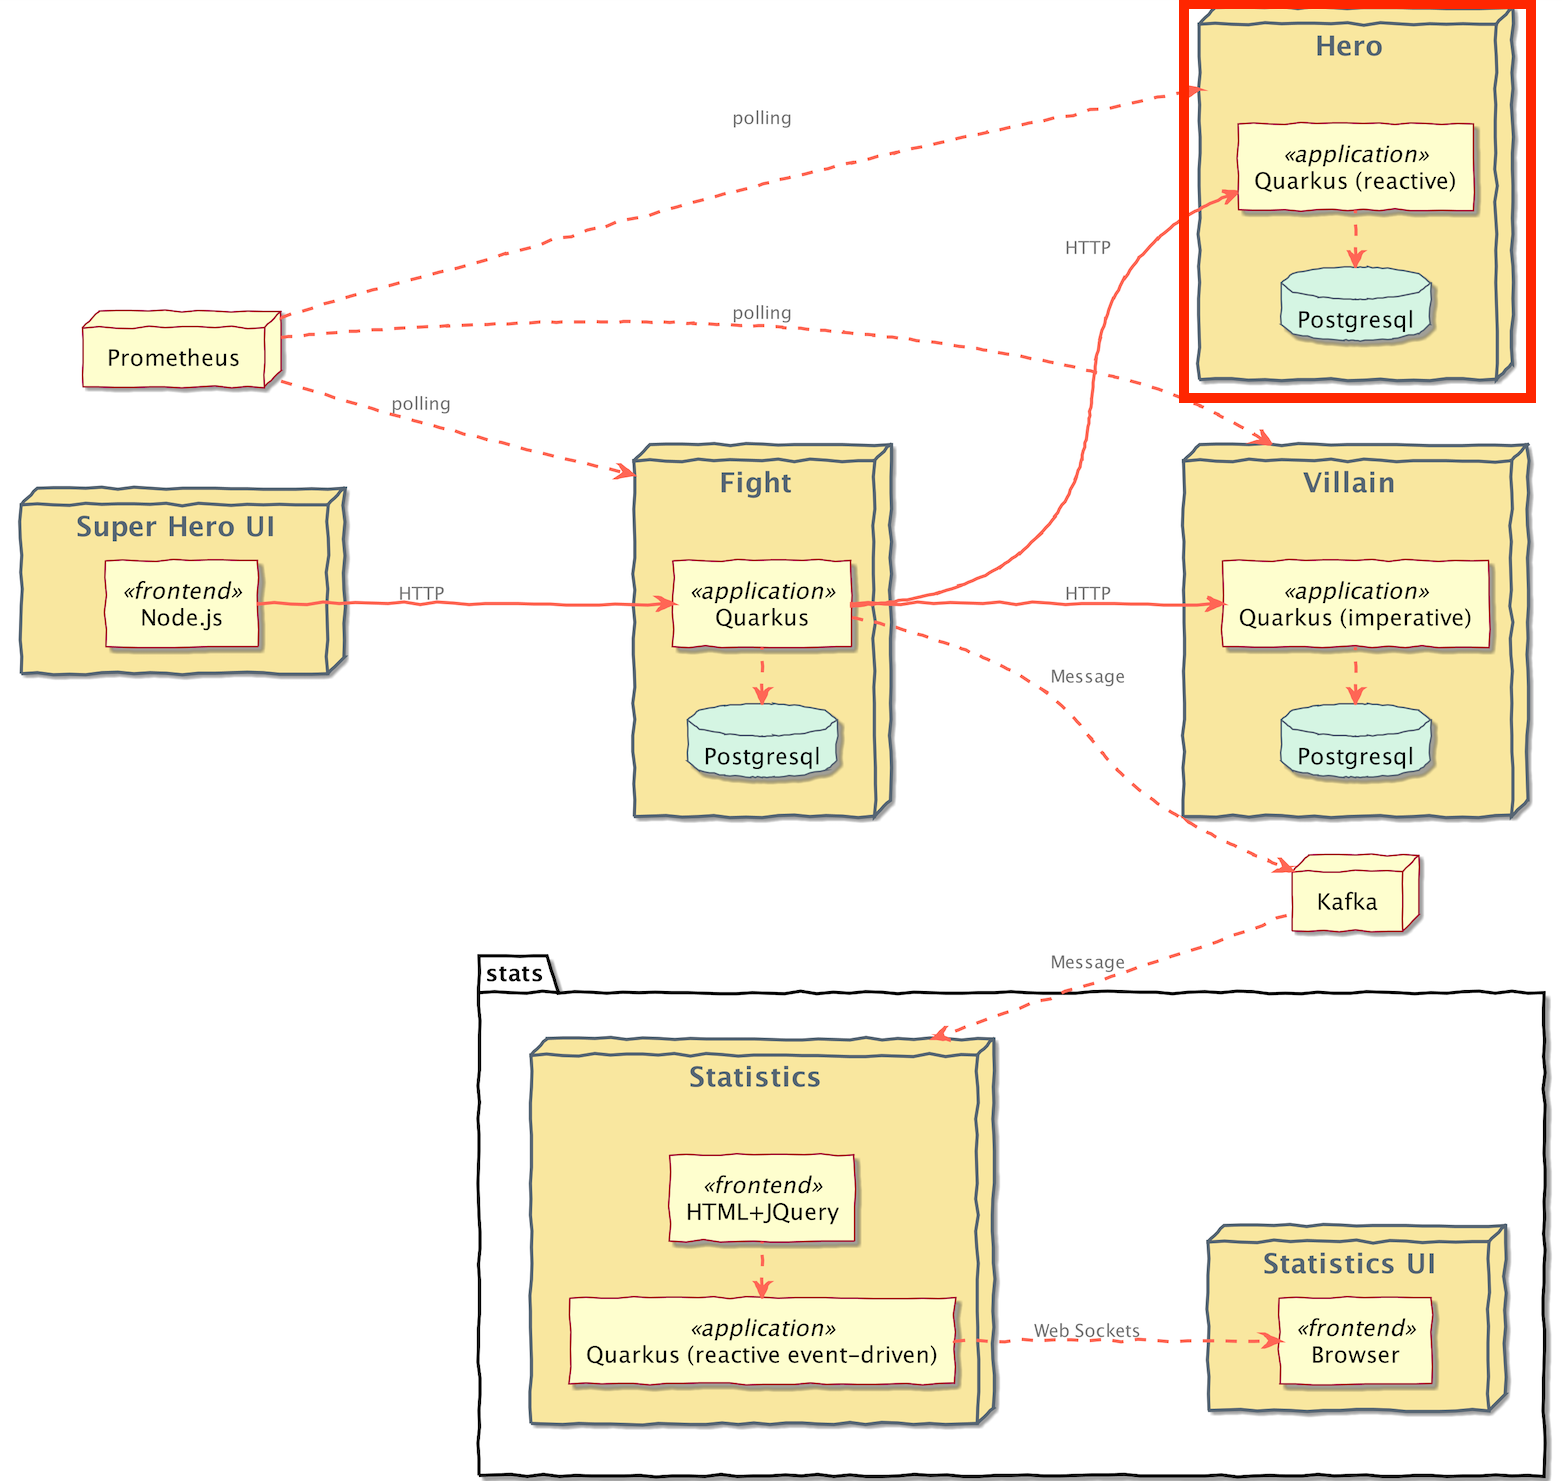 Hero
polling
«application»
Quarkus (reactive)
HTTP
Postgresql
polling
Prometheus
polling
Fight
Villain
Super Hero UI
«frontend»
Node.js
HTTP
«application»
Quarkus
HTTP
«application»
Quarkus (imperative)
Message
Postgresql
Postgresql
Kafka
Message
stats
Statistics
«frontend»
HTML+JQuery
Statistics UI
«application»
Quarkus (reactive event-driven)
Web Sockets
«frontend»
Browser